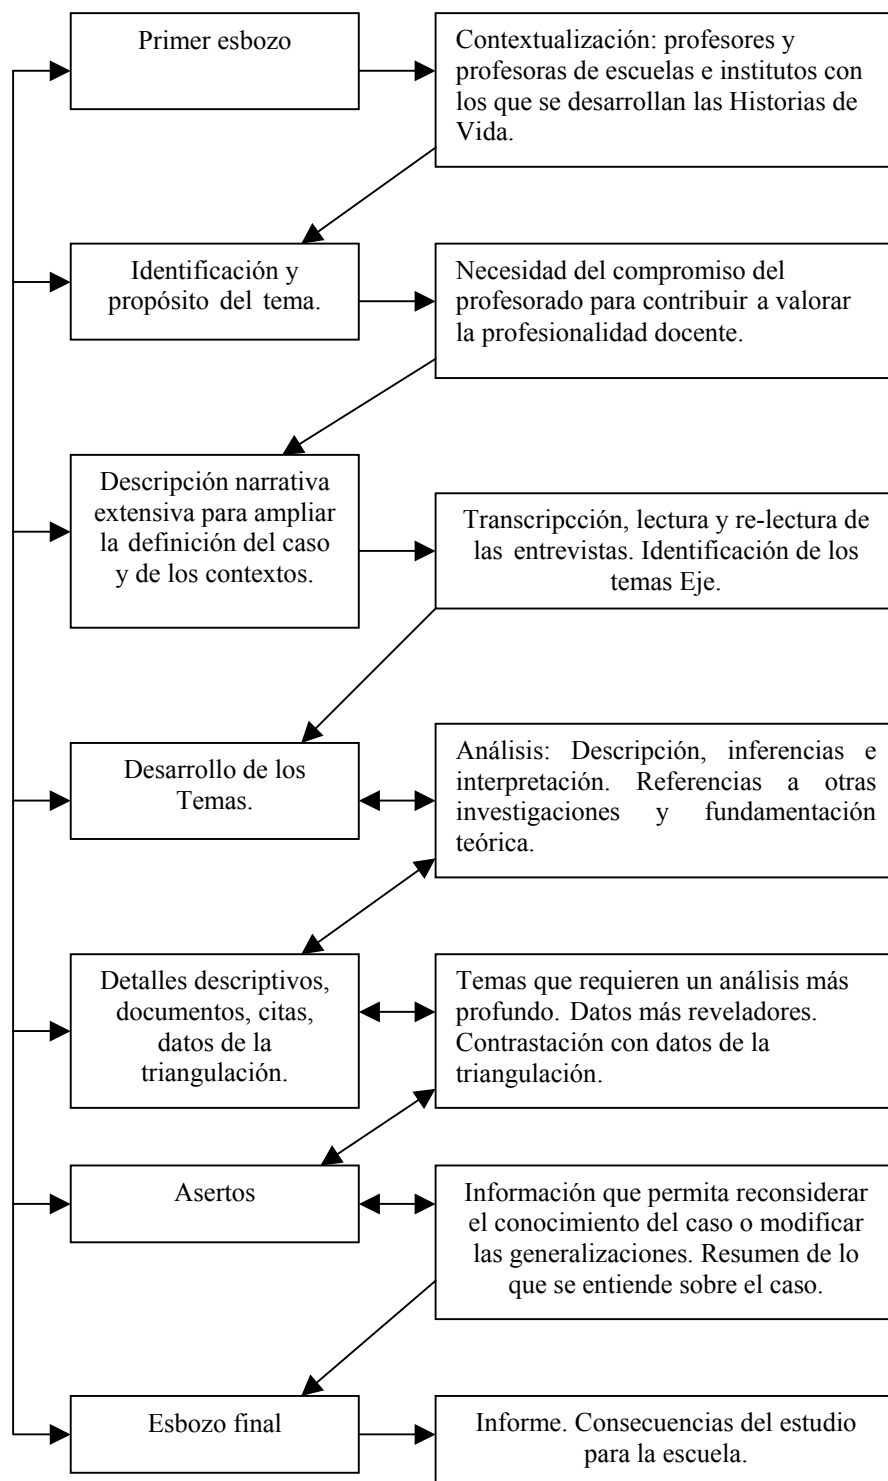 Primer esbozo
Contextualización: profesores y
profesoras de escuelas e institutos con
los que se desarrollan las Historias de
Vida.
Identificación y
propósito del tema.
Necesidad del compromiso del
profesorado para contribuir a valorar
la profesionalidad docente.
Descripción narrativa
extensiva para ampliar
la definición del caso
y de los contextos.
Transcripcción, lectura y re-lectura de
las entrevistas. Identificación de los
temas Eje.
Desarrollo de los
Temas.
Análisis: Descripción, inferencias e
interpretación. Referencias a otras
investigaciones y fundamentación
teórica.
Detalles descriptivos,
documentos, citas,
datos de la
triangulación.
Temas que requieren un análisis más
profundo. Datos más reveladores.
Contrastación con datos de la
triangulación.
Asertos
Información que permita reconsiderar
el conocimiento del caso o modificar
las generalizaciones. Resumen de lo
que se entiende sobre el caso.
Esbozo final
Informe. Consecuencias del estudio
para la escuela.